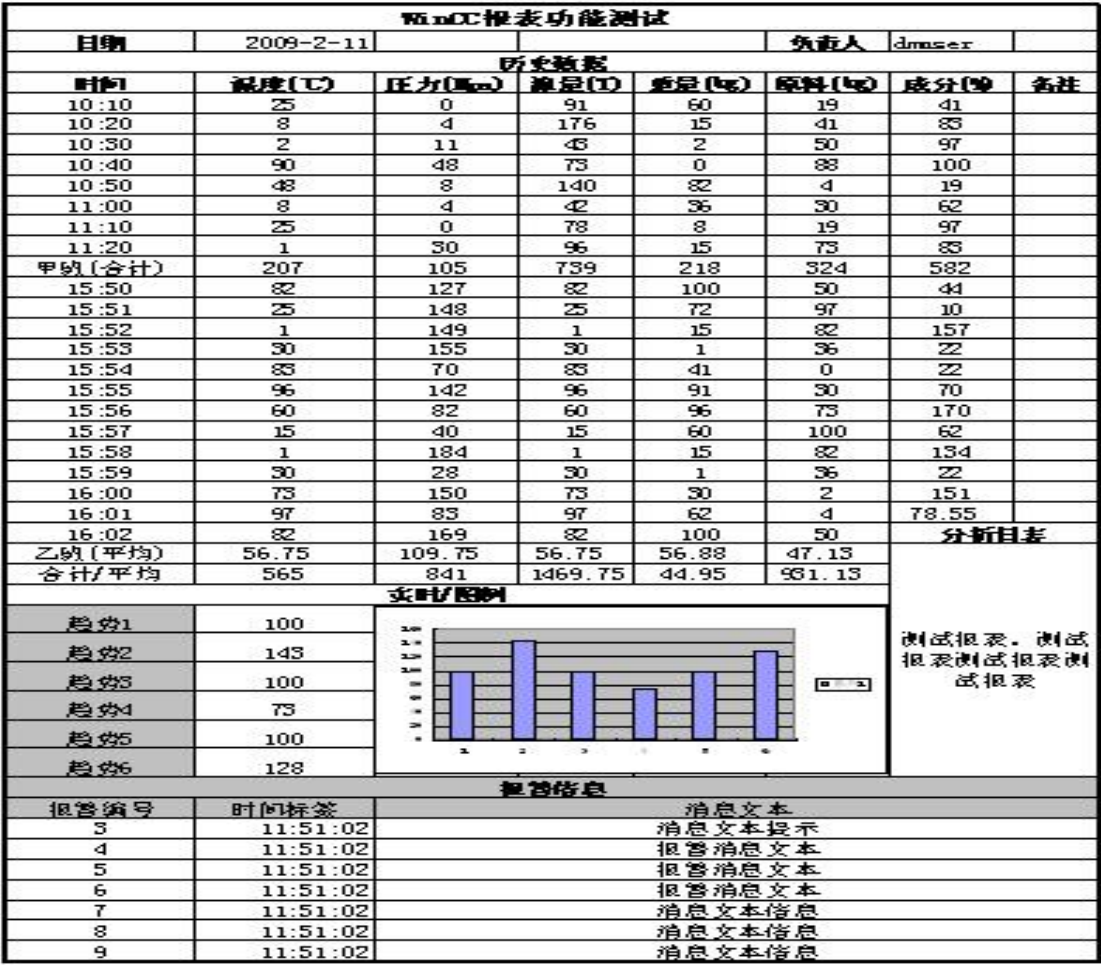 WinCC报表功能测试
日期 2009-2-11 负责人 dmuser
历史数据
时间 温度(℃) 压力(Mpa) 流量(T) 重量(kg) 原料(kg) 成分(% 备注
10:10 25 0 91 60 19 41
10:20 8 4 176 15 41 83
10:30 2 11 43 2 50 97
10:40 90 48 73 0 88 100
10:50 48 8 140 82 4 19
11:00 8 4 42 36 30 62
11:10 25 0 78 8 19 97
11:20 1 30 96 15 73 83
甲班(合计) 207 105 739 218 324 582
15:50 82 127 82 100 50 44
15:51 25 148 25 72 97 10
15:52 1 149 1 15 82 157
15:53 30 155 30 1 36 22
15:54 83 70 83 41 0 22
15:55 96 142 96 91 30 70
15:56 60 82 60 96 73 170
15:57 15 40 15 60 100 62
15:58 1 184 1 15 82 134
15:59 30 28 30 1 36 22
16:00 73 150 73 30 2 151
16:01 97 83 97 62 4 78.55
16:02 82 169 82 100 50 分析日志
乙班(平均) 56.75 109.75 56.75 56.88 47.13
合计/平均 565 841 1469.75 44.95 931.13
实时/图例
趋势1 100
趋势2 143
趋势3 100
趋势4 73
趋势5 100
趋势6 128
测试报表。测试
报表测试报表测
试报表
报警信息
报警编号 时间标签 消息文本
3 11:51:02 消息文本提示
4 11:51:02 报警消息文本
5 11:51:02 报警消息文本
6 11:51:02 报警消息文本
7 11:51:02 消息文本信息
8 11:51:02 消息文本信息
9 11:51:02 消息文本信息